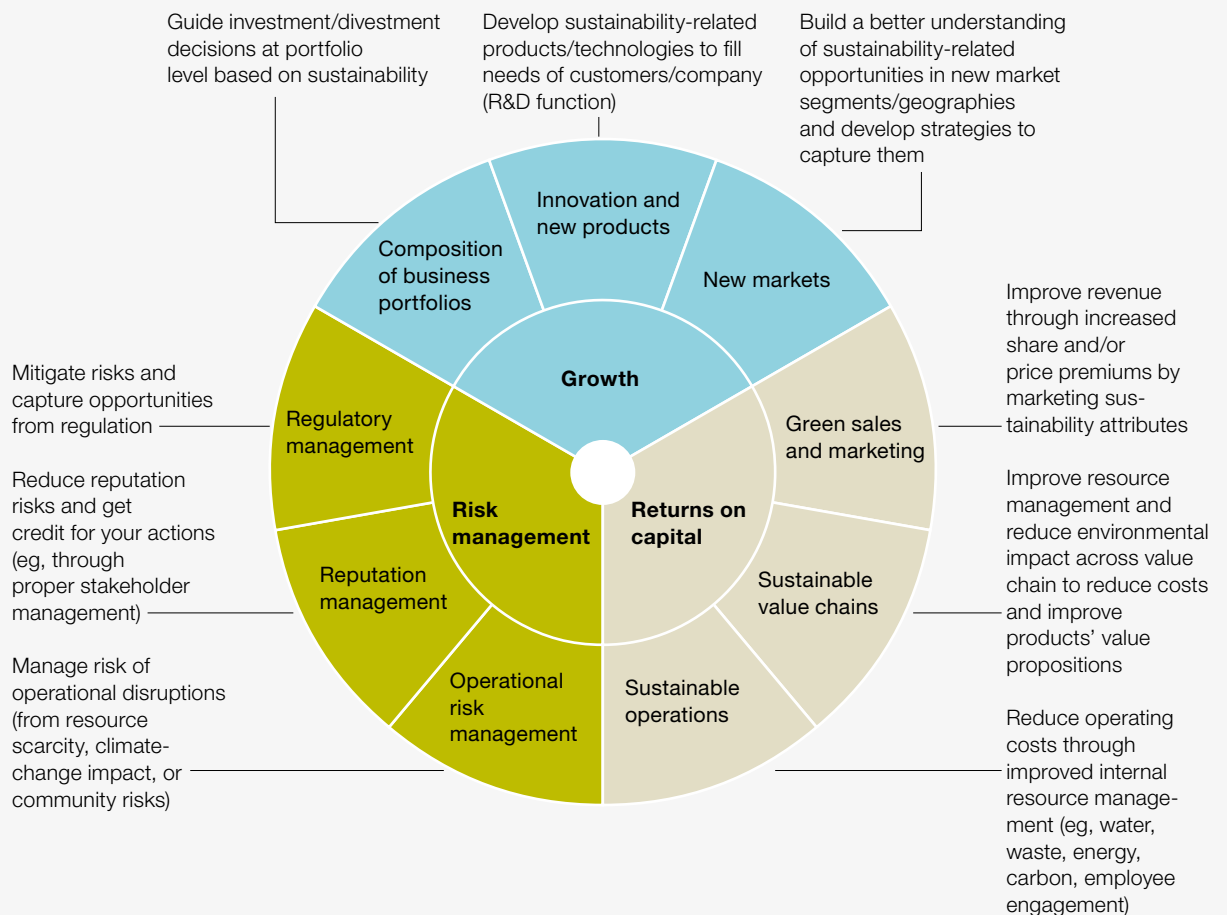 Guide investment/divestment
decisions at portfolio
level based on sustainability
Develop sustainability-related
products/technologies to fill
needs of customers/company
(R&D function)
Build a better understanding
of sustainability-related
opportunities in new market
segments/geographies
and develop strategies to
capture them
Innovation and
new products
Composition
of business
portfolios
New markets
Growth
Improve revenue
through increased
share and/or
price premiums by
marketing sus-
tainability attributes
Mitigate risks and
capture opportunities
from regulation
Regulatory
management
Green sales
and marketing
Reduce reputation
risks and get
credit for your actions
(eg, through
proper stakeholder
management)
Risk
management
Returns on
capital
Improve resource
management and
reduce environmental
impact across value
chain to reduce costs
and improve
products’ value
propositions
Reputation
management
Sustainable
value chains
Manage risk of
operational disruptions
(from resource
scarcity, climate-
change impact, or
community risks)
Operational
risk
management
Sustainable
operations
Reduce operating
costs through
improved internal
resource manage-
ment (eg, water,
waste, energy,
carbon, employee
engagement)